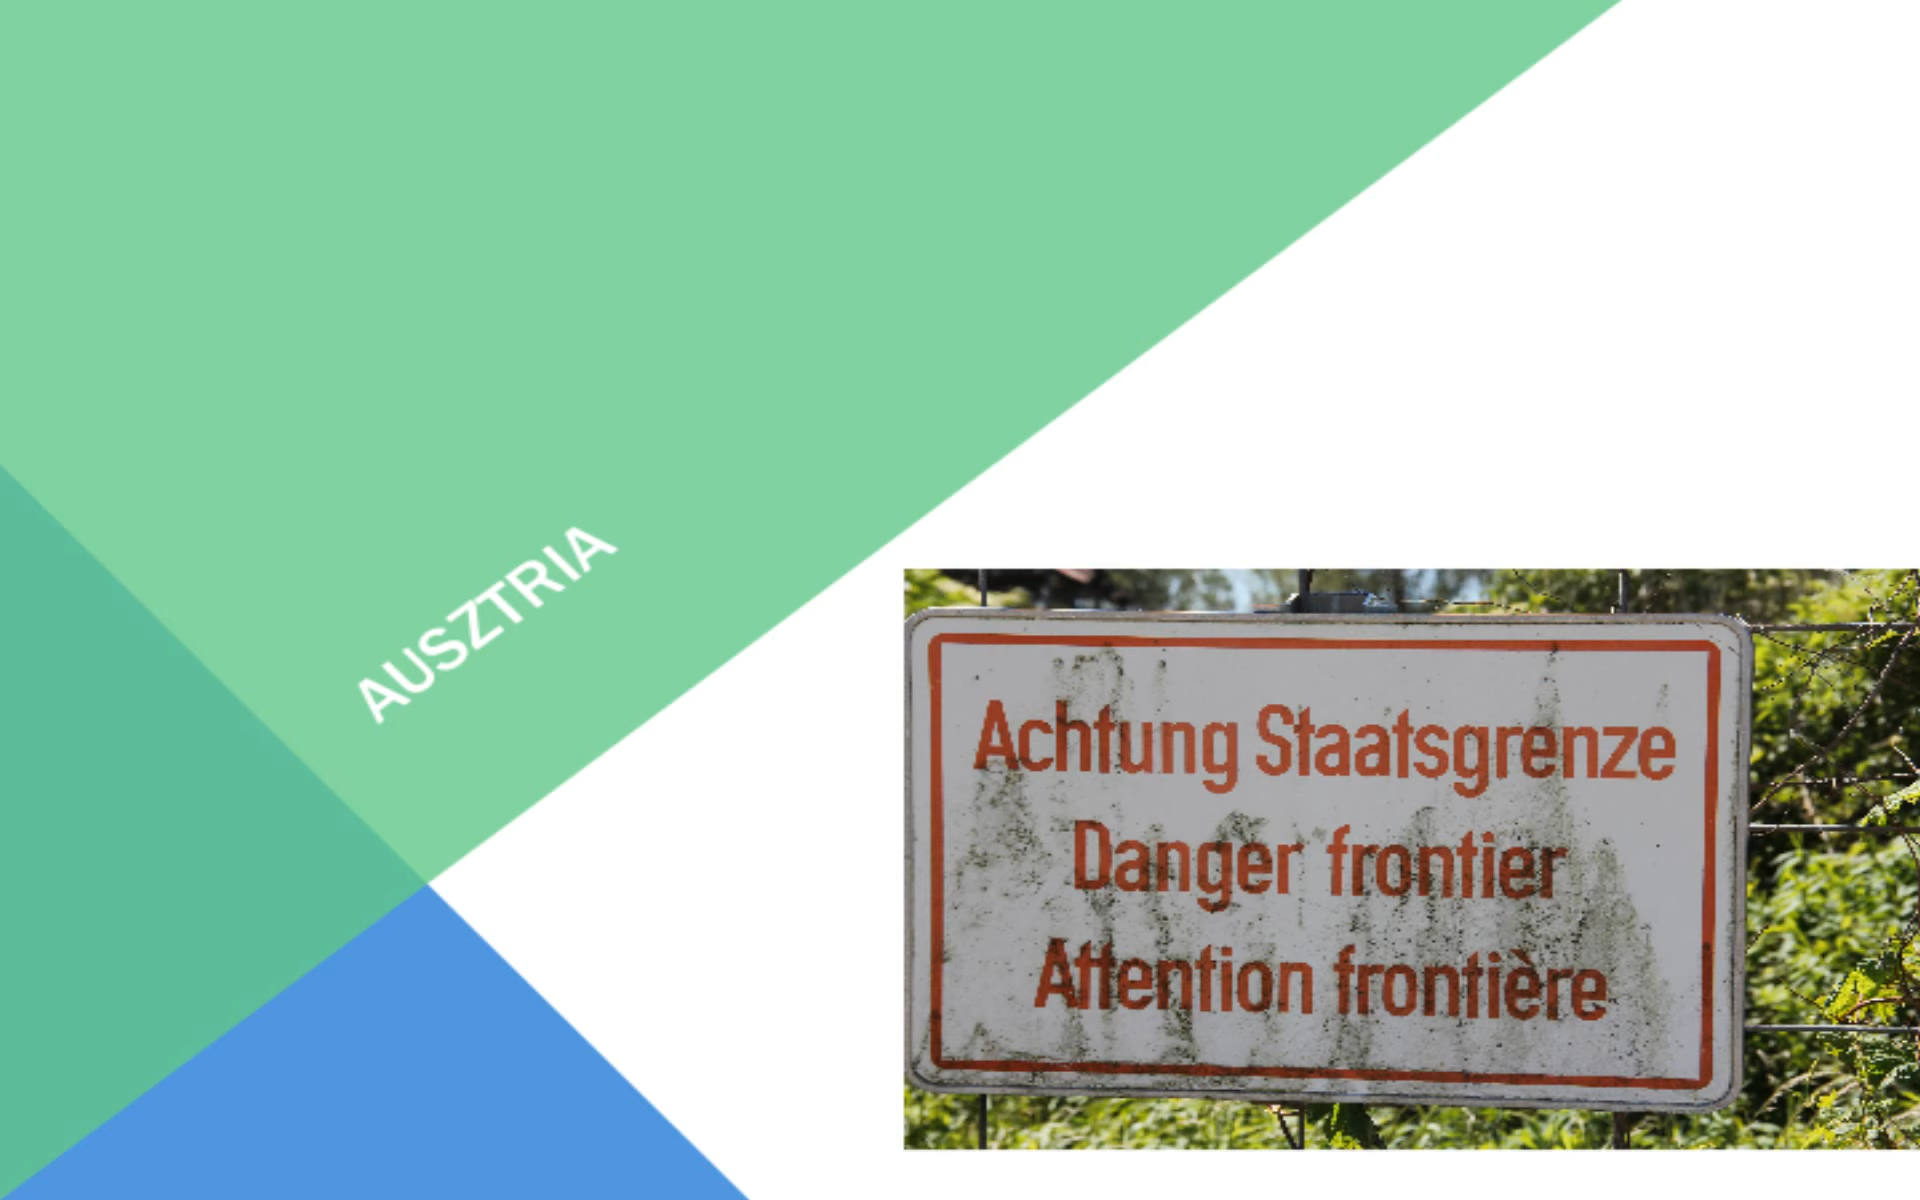 AUSZTRIA
Achtung Staatsgrenze
Danger frontier
Attention frontière